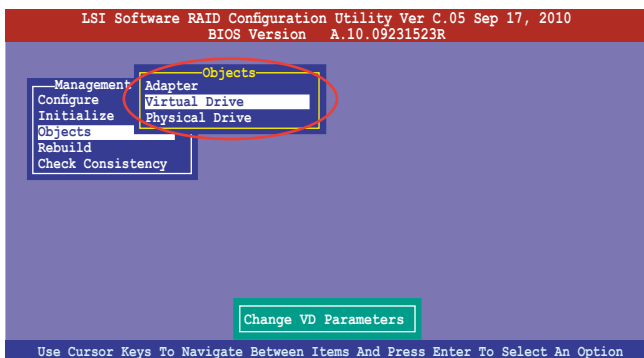 LSI Software RAID Configuration Utility Ver C.05 Sep 17, 2010
BIOS Version A.10.09231523R
Management
Configure
Initialize
Objects
Rebuild
Check Consistency
Objects
Adapter
Virtual Drive
Physical Drive
Change VD Parameters
Use Cursor Keys To Navigate Between Items And Press Enter To Select An Option